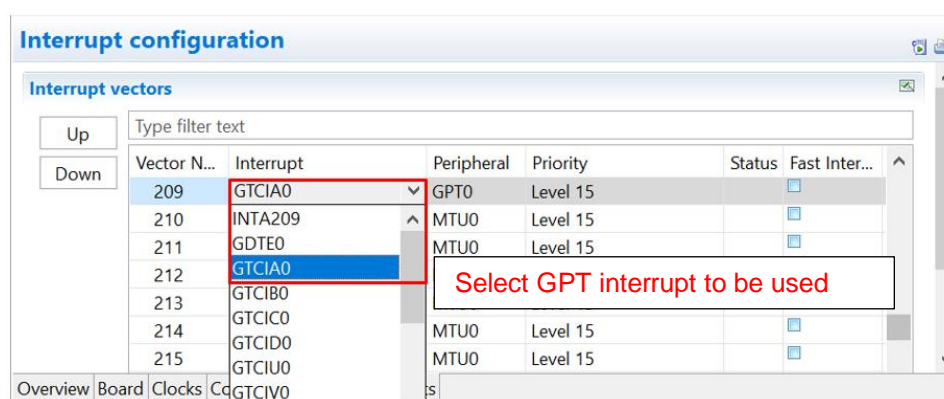 Interrupt configuration
Interrupt vectors
Up
Down
Type filter text
Vector N... Interrupt Peripheral Priority Status Fast Inter...
209 GTCIA0 GPT0 Level 15
210 INTA209 MTU0 Level 15
211 GDTE0 MTU0 Level 15
212 GTCIA0
Select GPT interrupt to be used
213 GTCIB0
214 GTCIC0 MTU0 Level 15
GTCID0
215 GTCIU0 MTU0 Level 15
Overview Board Clocks GTCIV0